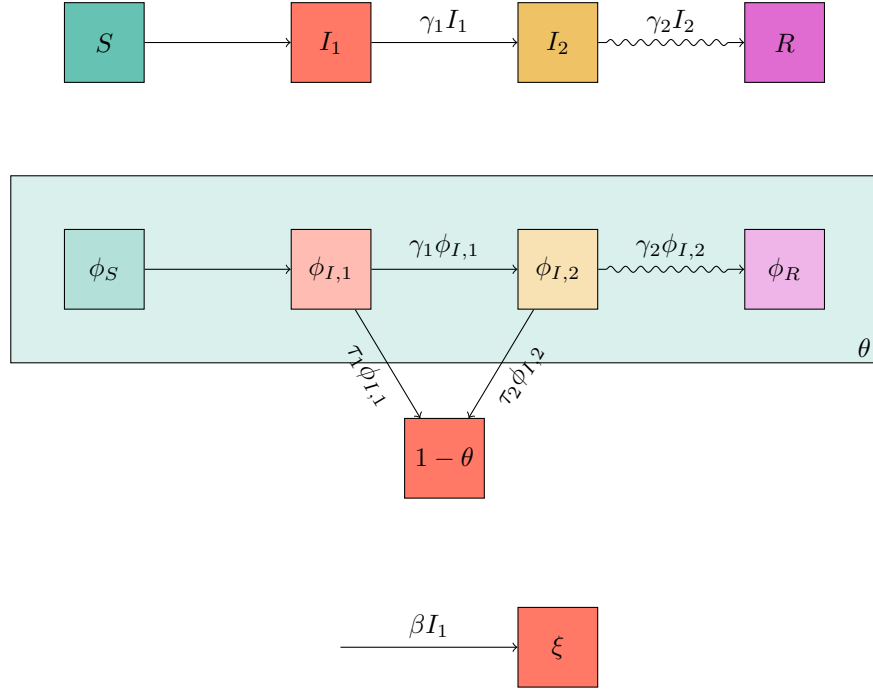 S I₁ γ₁I₁ I₂ γ₂I₂ R
ϕ_S ϕ_{I,1} γ₁ϕ_{I,1} ϕ_{I,2} γ₂ϕ_{I,2} ϕ_R
θ
τ₁ϕ_{I,1} τ₂ϕ_{I,2}
1 − θ
βI₁ ξ